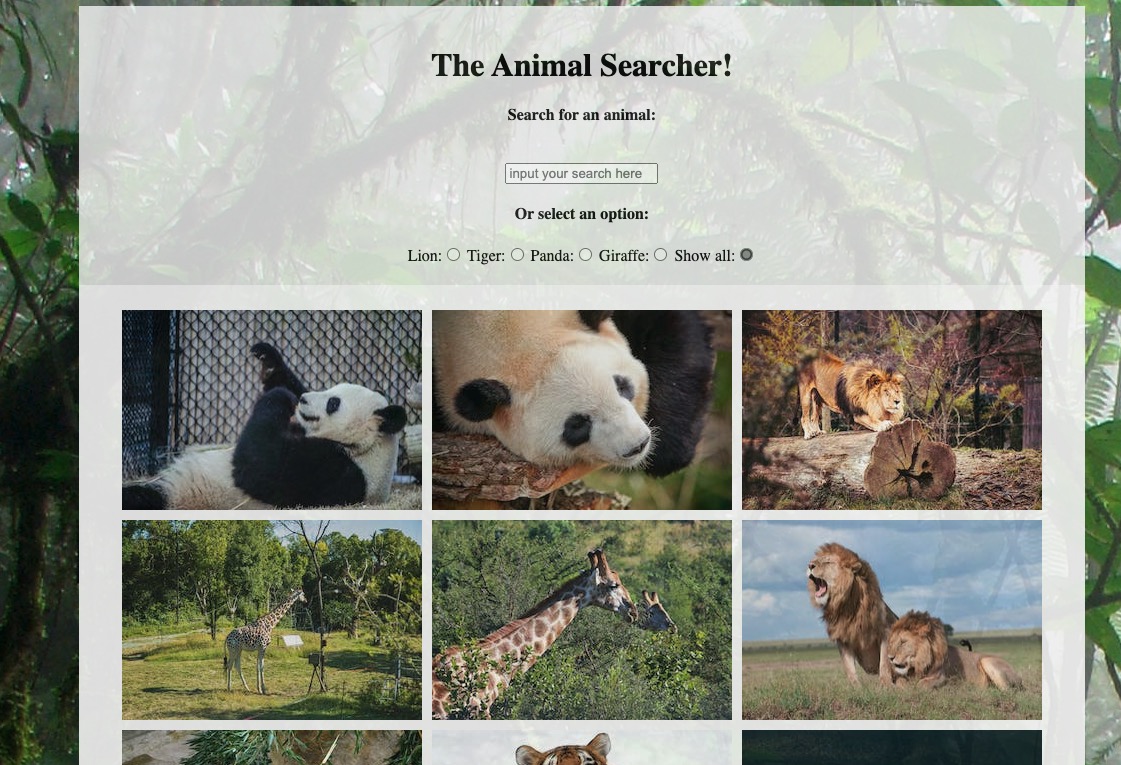 The Animal Searcher!
Search for an animal:
input your search here
Or select an option:
Lion: Tiger: Panda: Giraffe: Show all: